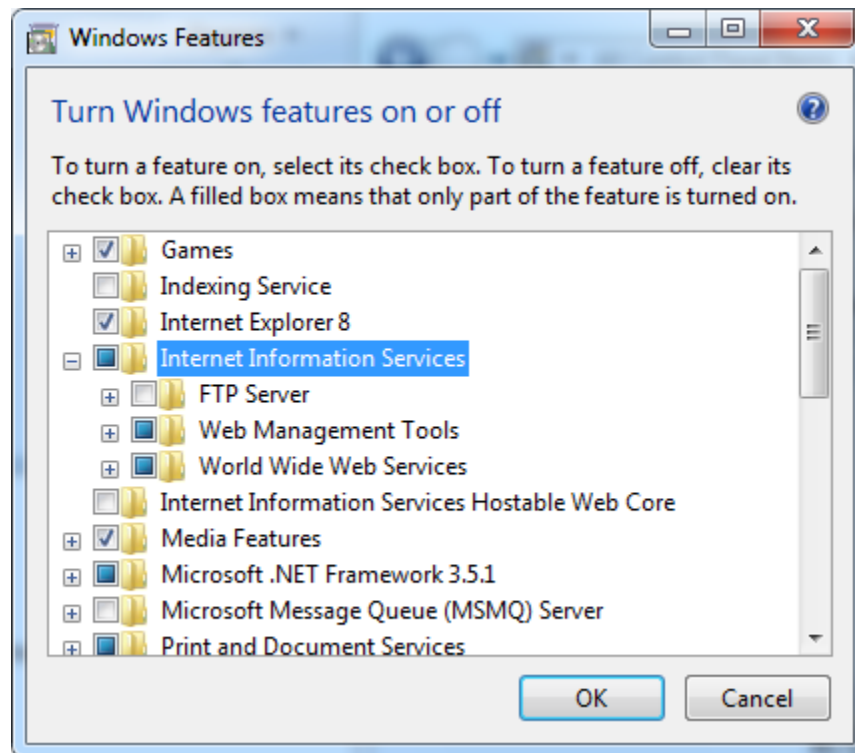 Windows Features
Turn Windows features on or off
To turn a feature on, select its check box. To turn a feature off, clear its
check box. A filled box means that only part of the feature is turned on.
Games
Indexing Service
Internet Explorer 8
Internet Information Services
FTP Server
Web Management Tools
World Wide Web Services
Internet Information Services Hostable Web Core
Media Features
Microsoft .NET Framework 3.5.1
Microsoft Message Queue (MSMQ) Server
Print and Document Services
OK Cancel